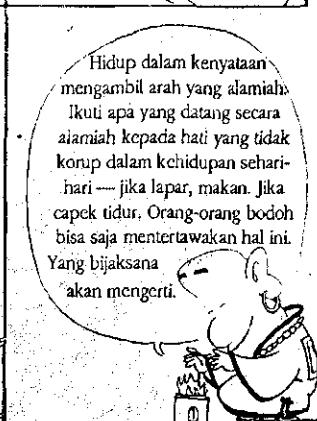 Hidup dalam kenyataan
mengambil arah yang alamiah.
Ikuti apa yang datang secara
alamiah kepada hati yang tidak
korup dalam kehidupan sehari-
hari — jika lapar, makan. Jika
capek tidur. Orang-orang bodoh
bisa saja mentertawakan hal ini.
Yang bijaksana
akan mengerti.